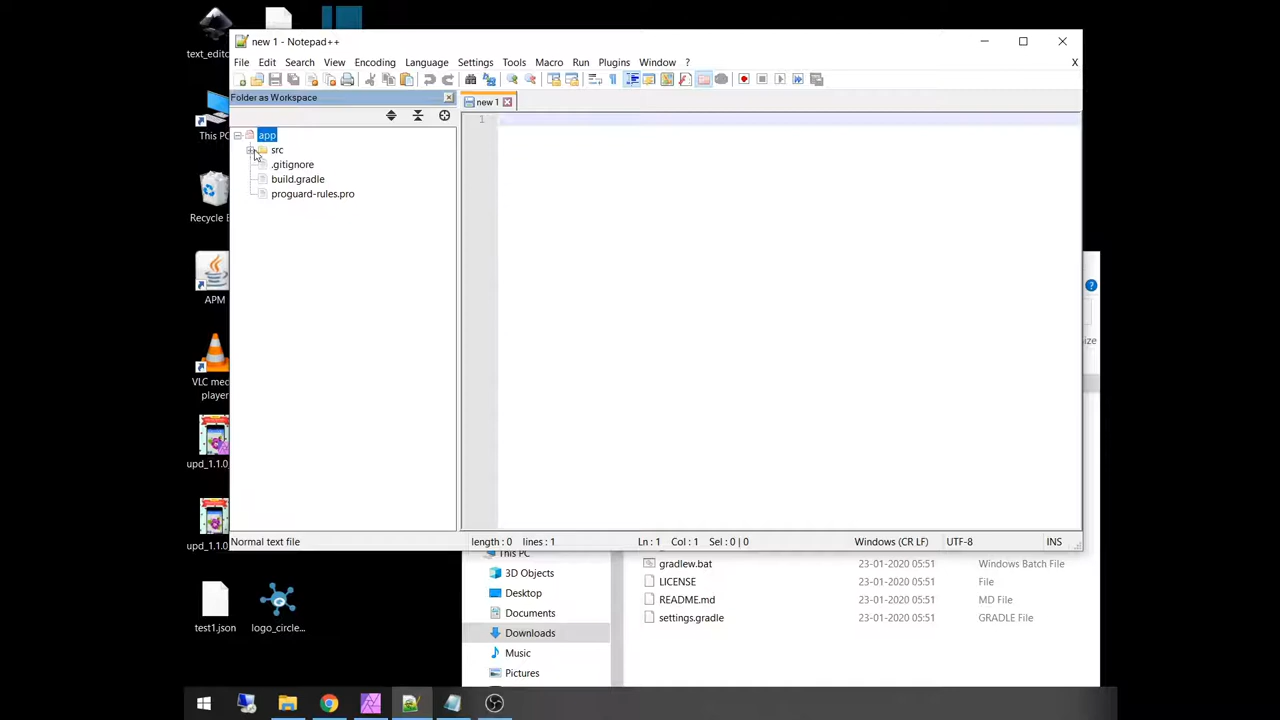 text_edito
new 1 - Notepad++
File Edit Search View Encoding Language Settings Tools Macro Run Plugins Window ? X
Folder as Workspace
new 1
1
app
src
.gitignore
build.gradle
proguard-rules.pro
This PC
Recycle B
APM
VLC med
player
upd_1.1.0
upd_1.1.0
test1.json
logo_circle...
Normal text file
length : 0 lines : 1
Ln : 1 Col : 1 Sel : 0 | 0
Windows (CR LF)
UTF-8
INS
?
ize
This PC
3D Objects
Desktop
Documents
Downloads
Music
Pictures
gradlew.bat 23-01-2020 05:51 Windows Batch File
LICENSE 23-01-2020 05:51 File
README.md 23-01-2020 05:51 MD File
settings.gradle 23-01-2020 05:51 GRADLE File